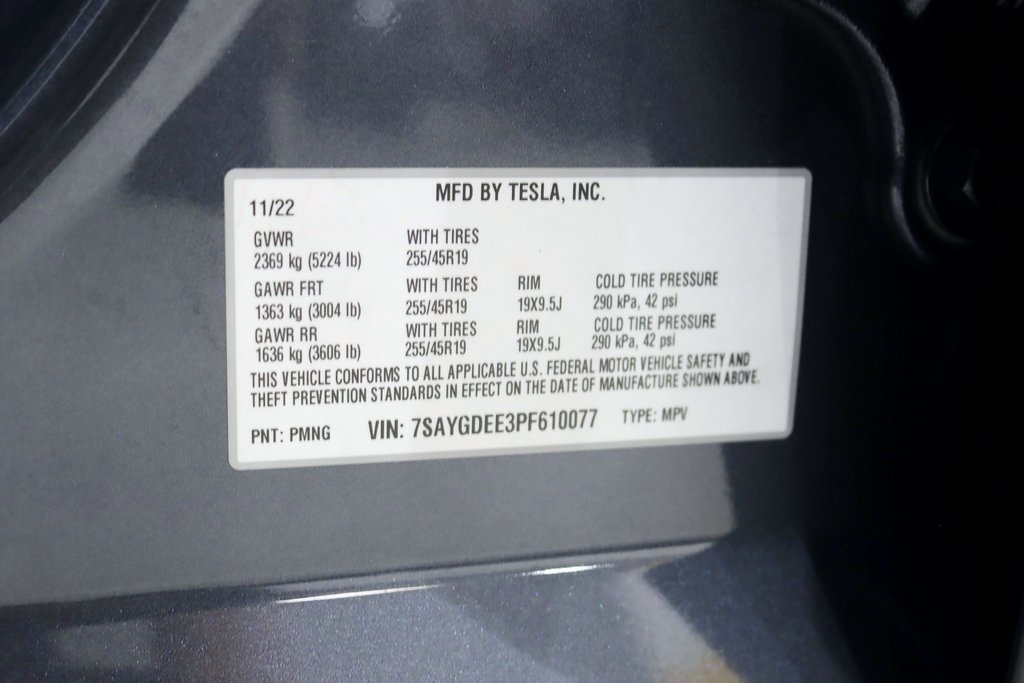 MFD BY TESLA, INC.
11/22
GVWR WITH TIRES
2369 kg (5224 lb) 255/45R19
GAWR FRT WITH TIRES RIM COLD TIRE PRESSURE
1363 kg (3004 lb) 255/45R19 19X9.5J 290 kPa, 42 psi
GAWR RR WITH TIRES RIM COLD TIRE PRESSURE
1636 kg (3606 lb) 255/45R19 19X9.5J 290 kPa, 42 psi
THIS VEHICLE CONFORMS TO ALL APPLICABLE U.S. FEDERAL MOTOR VEHICLE SAFETY AND
THEFT PREVENTION STANDARDS IN EFFECT ON THE DATE OF MANUFACTURE SHOWN ABOVE.
PNT: PMNG VIN: 7SAYGDEE3PF610077 TYPE: MPV